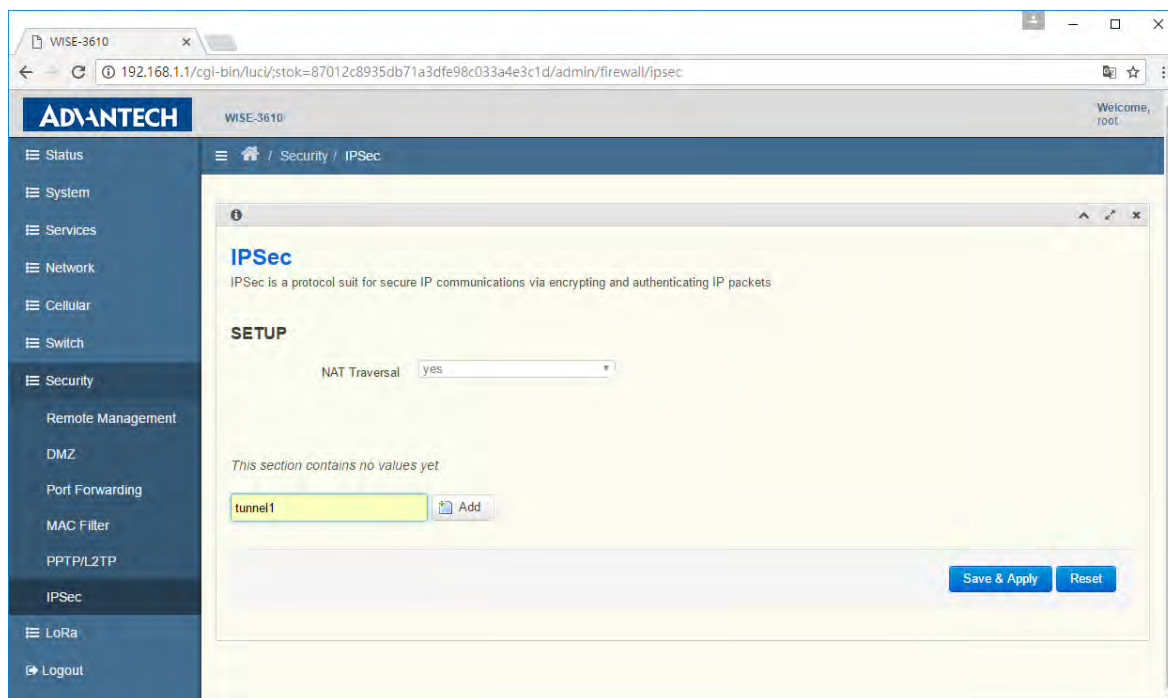 WISE-3610
192.168.1.1/cgi-bin/luci/;stok=87012c8935db71a3dfe98c033a4e3c1d/admin/firewall/ipsec
ADVANTECH WISE-3610 Welcome, root
Status / Security / IPSec
System
Services
Network
Cellular
Switch
Security
Remote Management
DMZ
Port Forwarding
MAC Filter
PPTP/L2TP
IPSec
LoRa
Logout
IPSec
IPSec is a protocol suit for secure IP communications via encrypting and authenticating IP packets
SETUP
NAT Traversal yes
This section contains no values yet
tunnel1 Add
Save & Apply Reset